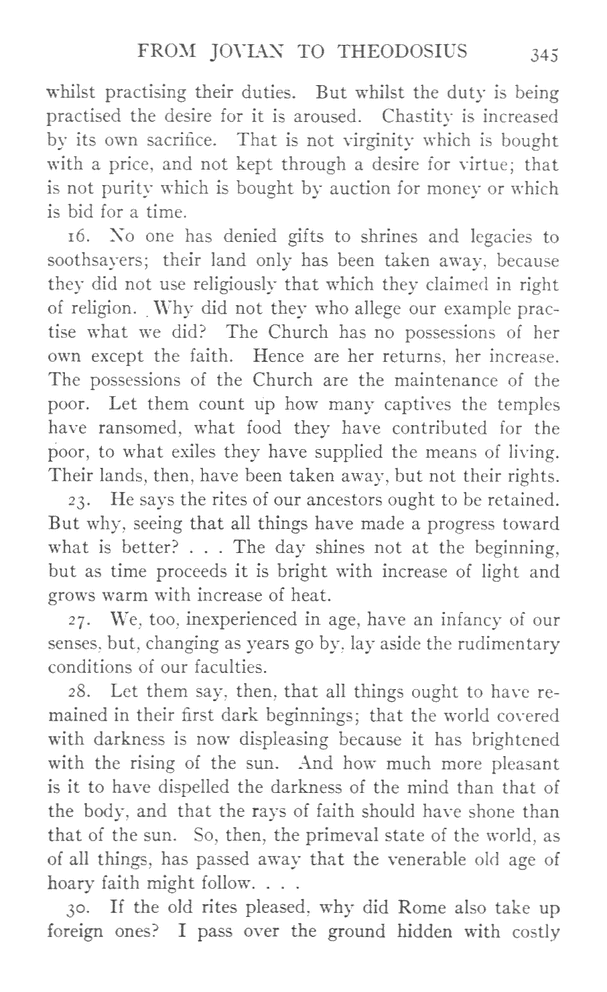 FROM JOVIAN TO THEODOSIUS 345
whilst practising their duties. But whilst the duty is being
practised the desire for it is aroused. Chastity is increased
by its own sacrifice. That is not virginity which is bought
with a price, and not kept through a desire for virtue; that
is not purity which is bought by auction for money or which
is bid for a time.
16. No one has denied gifts to shrines and legacies to
soothsayers; their land only has been taken away, because
they did not use religiously that which they claimed in right
of religion. Why did not they who allege our example prac-
tise what we did? The Church has no possessions of her
own except the faith. Hence are her returns, her increase.
The possessions of the Church are the maintenance of the
poor. Let them count up how many captives the temples
have ransomed, what food they have contributed for the
poor, to what exiles they have supplied the means of living.
Their lands, then, have been taken away, but not their rights.
23. He says the rites of our ancestors ought to be retained.
But why, seeing that all things have made a progress toward
what is better? . . . The day shines not at the beginning,
but as time proceeds it is bright with increase of light and
grows warm with increase of heat.
27. We, too, inexperienced in age, have an infancy of our
senses, but, changing as years go by, lay aside the rudimentary
conditions of our faculties.
28. Let them say, then, that all things ought to have re-
mained in their first dark beginnings; that the world covered
with darkness is now displeasing because it has brightened
with the rising of the sun. And how much more pleasant
is it to have dispelled the darkness of the mind than that of
the body, and that the rays of faith should have shone than
that of the sun. So, then, the primeval state of the world, as
of all things, has passed away that the venerable old age of
hoary faith might follow. . . .
30. If the old rites pleased, why did Rome also take up
foreign ones? I pass over the ground hidden with costly